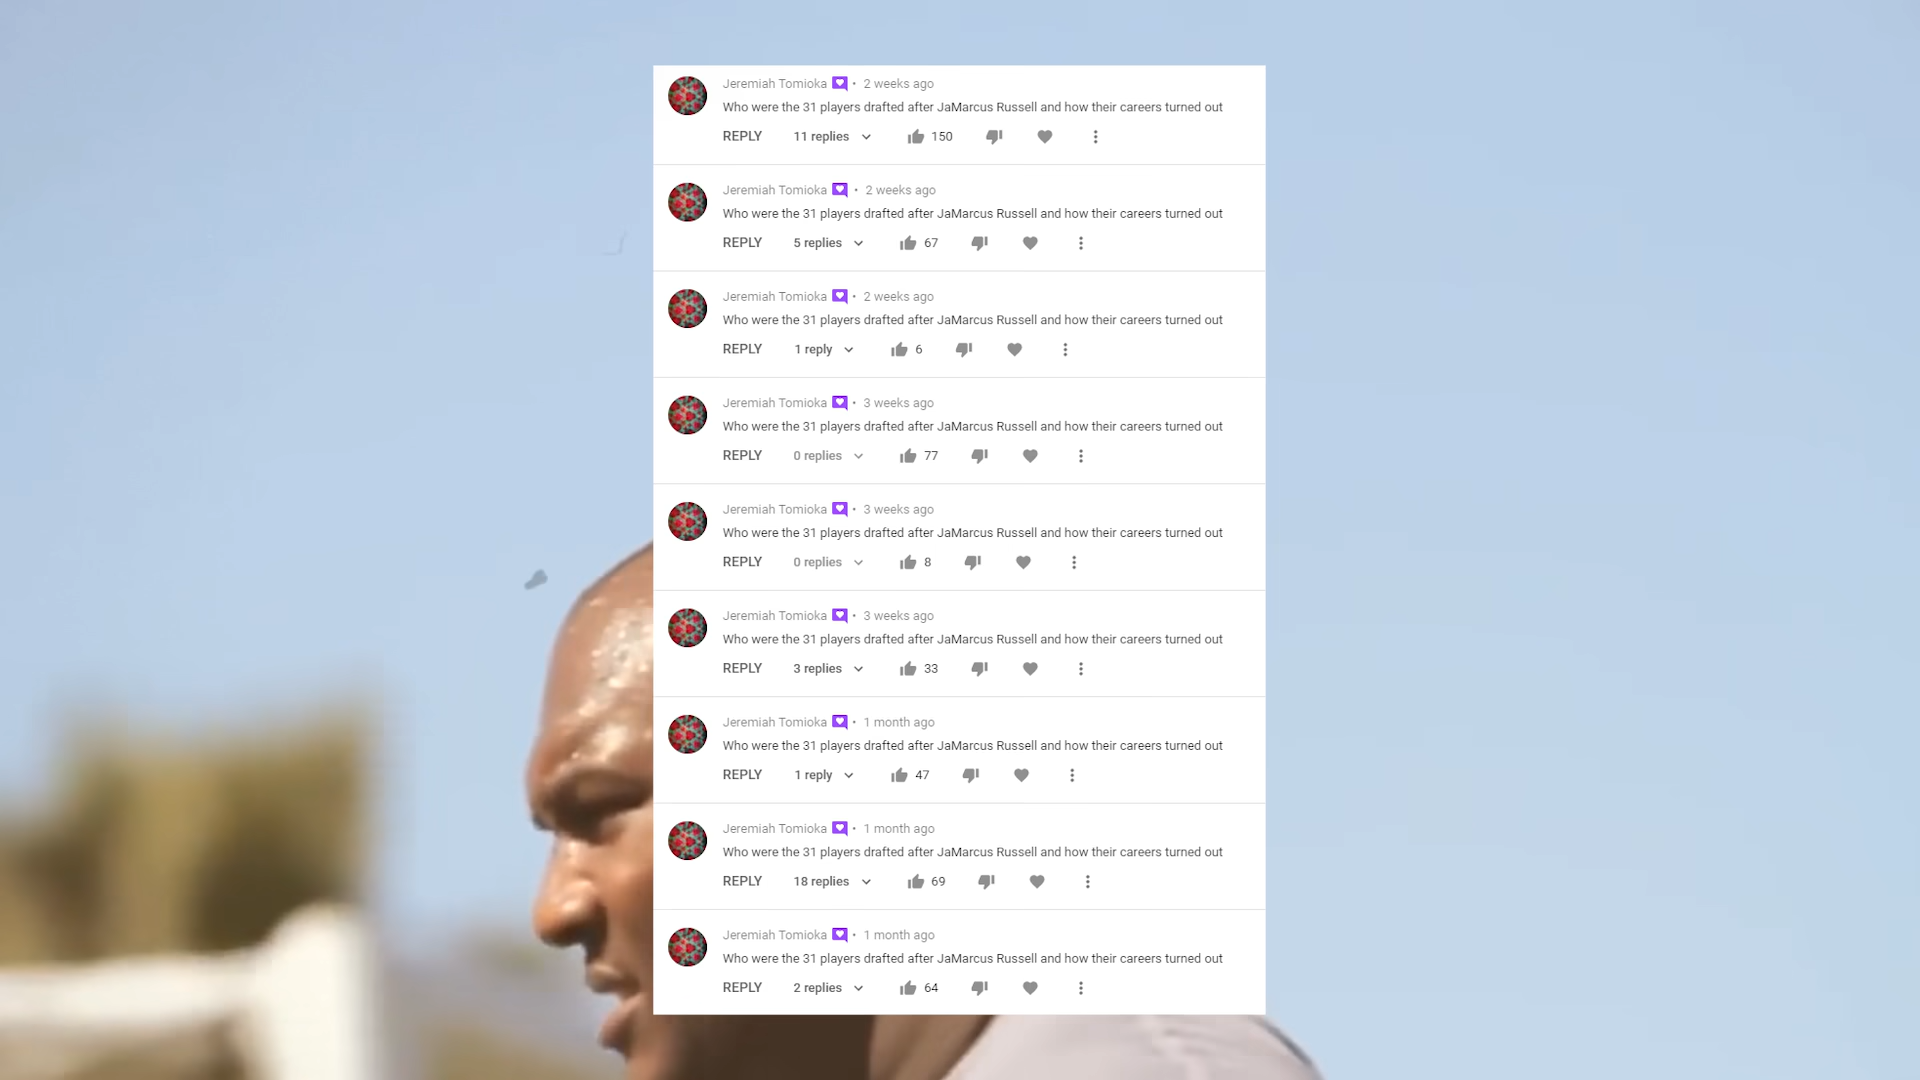 Jeremiah Tomioka • 2 weeks ago
Who were the 31 players drafted after JaMarcus Russell and how their careers turned out
REPLY 11 replies 150
Jeremiah Tomioka • 2 weeks ago
Who were the 31 players drafted after JaMarcus Russell and how their careers turned out
REPLY 5 replies 67
Jeremiah Tomioka • 2 weeks ago
Who were the 31 players drafted after JaMarcus Russell and how their careers turned out
REPLY 1 reply 6
Jeremiah Tomioka • 3 weeks ago
Who were the 31 players drafted after JaMarcus Russell and how their careers turned out
REPLY 0 replies 77
Jeremiah Tomioka • 3 weeks ago
Who were the 31 players drafted after JaMarcus Russell and how their careers turned out
REPLY 0 replies 8
Jeremiah Tomioka • 3 weeks ago
Who were the 31 players drafted after JaMarcus Russell and how their careers turned out
REPLY 3 replies 33
Jeremiah Tomioka • 1 month ago
Who were the 31 players drafted after JaMarcus Russell and how their careers turned out
REPLY 1 reply 47
Jeremiah Tomioka • 1 month ago
Who were the 31 players drafted after JaMarcus Russell and how their careers turned out
REPLY 18 replies 69
Jeremiah Tomioka • 1 month ago
Who were the 31 players drafted after JaMarcus Russell and how their careers turned out
REPLY 2 replies 64